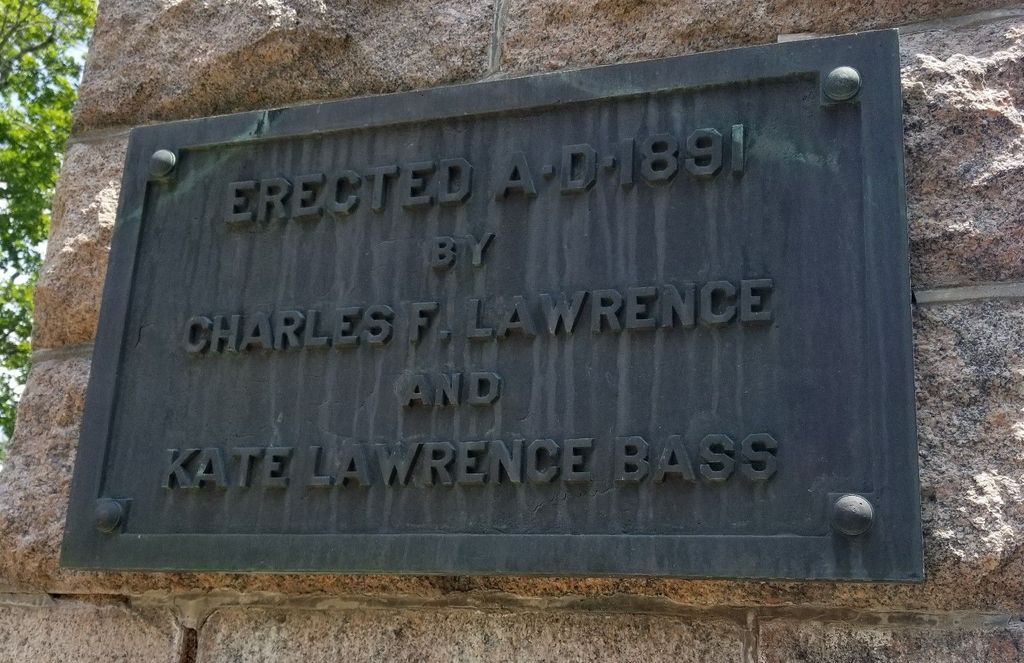 ERECTED A·D·1891
BY
CHARLES F. LAWRENCE
AND
KATE LAWRENCE BASS